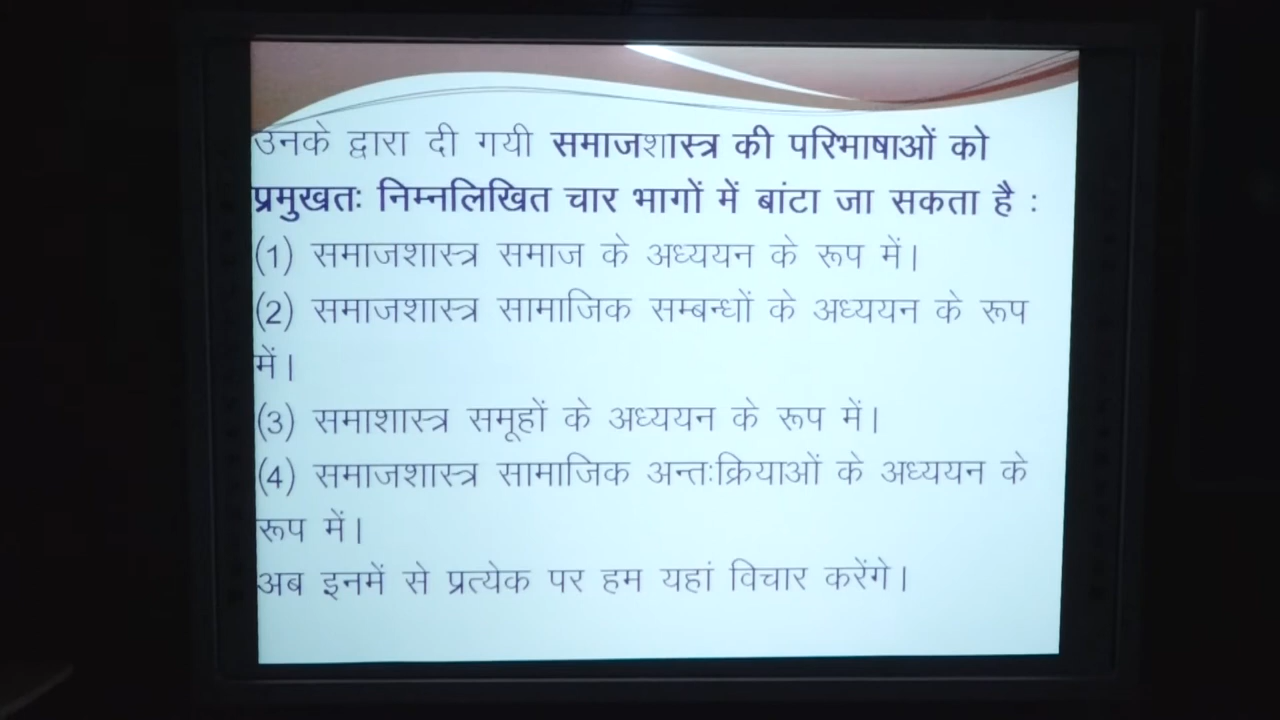 उनके द्वारा दी गयी समाजशास्त्र की परिभाषाओं को
प्रमुखतः निम्नलिखित चार भागों में बांटा जा सकता है :
(1) समाजशास्त्र समाज के अध्ययन के रूप में।
(2) समाजशास्त्र सामाजिक सम्बन्धों के अध्ययन के रूप
में।
(3) समाशास्त्र समूहों के अध्ययन के रूप में।
(4) समाजशास्त्र सामाजिक अन्तःक्रियाओं के अध्ययन के
रूप में।
अब इनमें से प्रत्येक पर हम यहां विचार करेंगे।